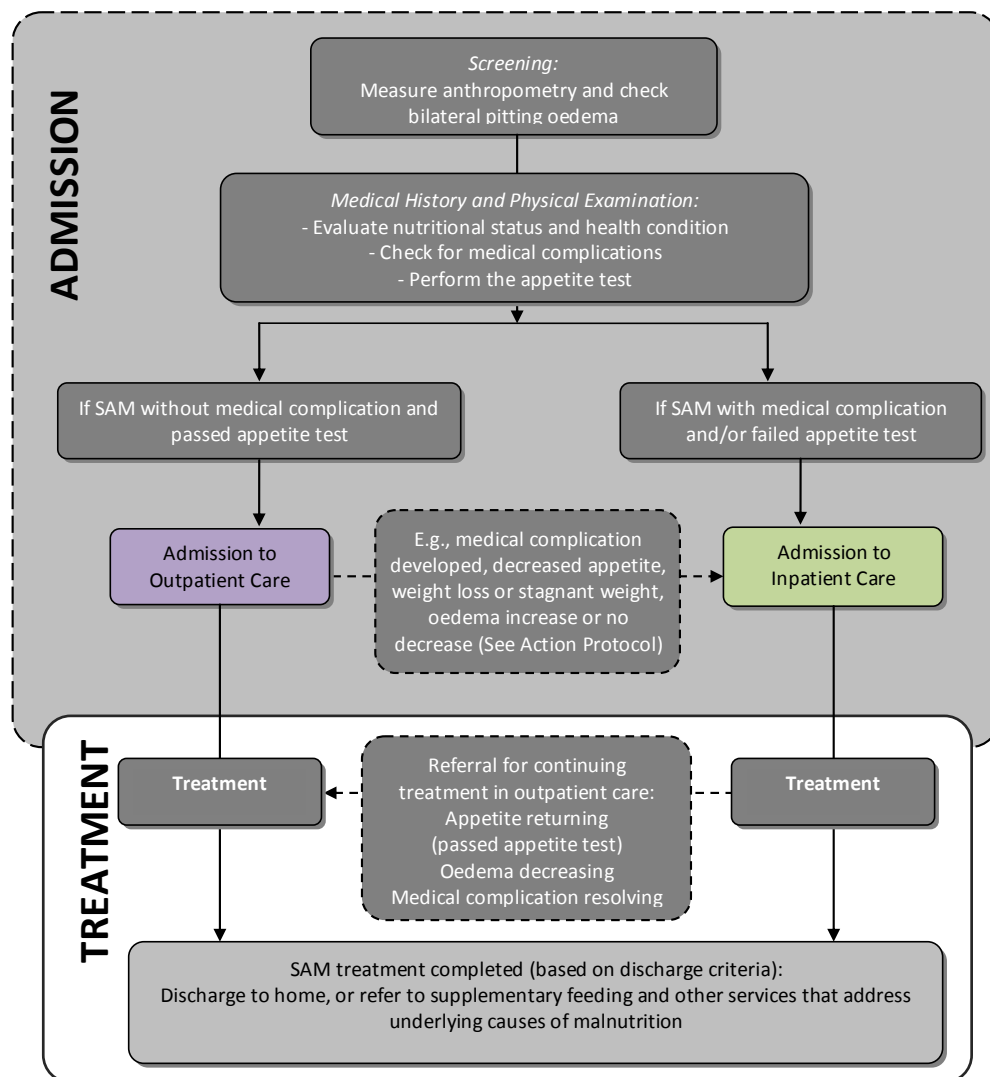 ADMISSION
Screening:
Measure anthropometry and check
bilateral pitting oedema
Medical History and Physical Examination:
- Evaluate nutritional status and health condition
- Check for medical complications
- Perform the appetite test
If SAM without medical complication and
passed appetite test
If SAM with medical complication
and/or failed appetite test
Admission to
Outpatient Care
E.g., medical complication
developed, decreased appetite,
weight loss or stagnant weight,
oedema increase or no
decrease (See Action Protocol)
Admission to
Inpatient Care
TREATMENT
Treatment
Referral for continuing
treatment in outpatient care:
Appetite returning
(passed appetite test)
Oedema decreasing
Medical complication resolving
Treatment
SAM treatment completed (based on discharge criteria):
Discharge to home, or refer to supplementary feeding and other services that address
underlying causes of malnutrition